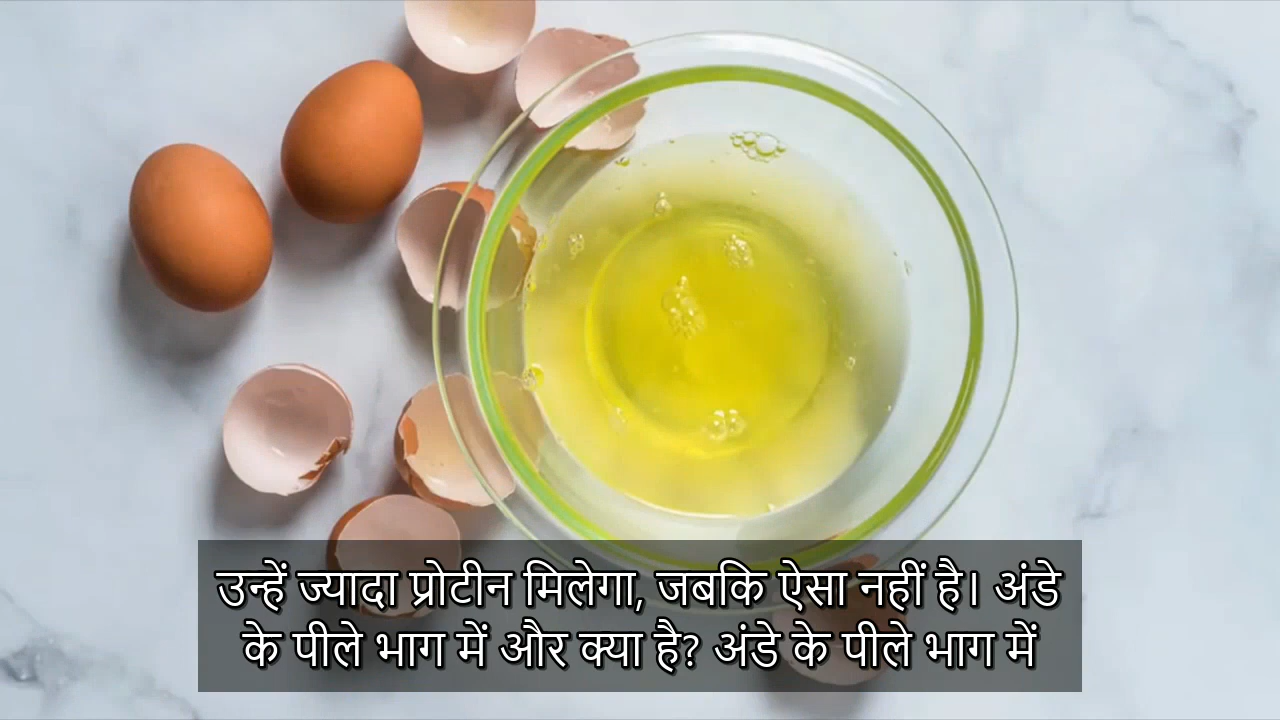 उन्हें ज्यादा प्रोटीन मिलेगा, जबकि ऐसा नहीं है। अंडे
के पीले भाग में और क्या है? अंडे के पीले भाग में